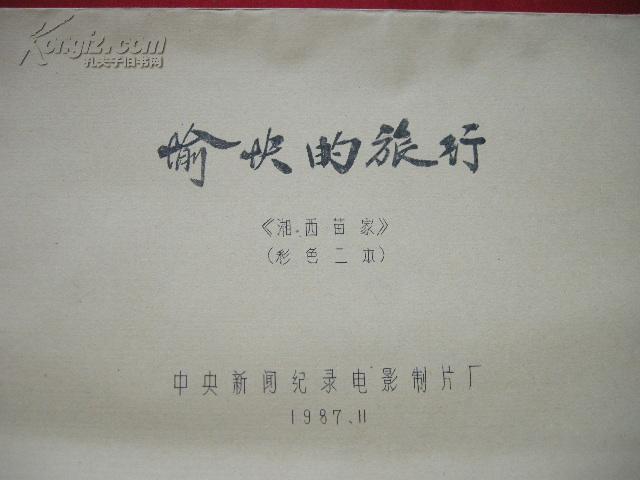 Kongfz.com
孔夫子旧书网
愉快的旅行
《湘西苗家》
(彩色二本)
中央新闻纪录电影制片厂
1987.11